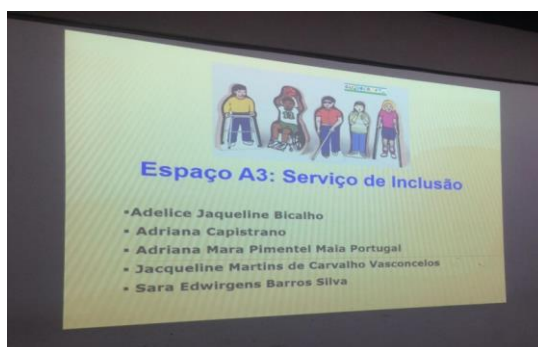 Espaço A3: Serviço de Inclusão
▪Adelice Jaqueline Bicalho
▪ Adriana Capistrano
▪ Adriana Mara Pimentel Maia Portugal
▪ Jacqueline Martins de Carvalho Vasconcelos
▪ Sara Edwirgens Barros Silva